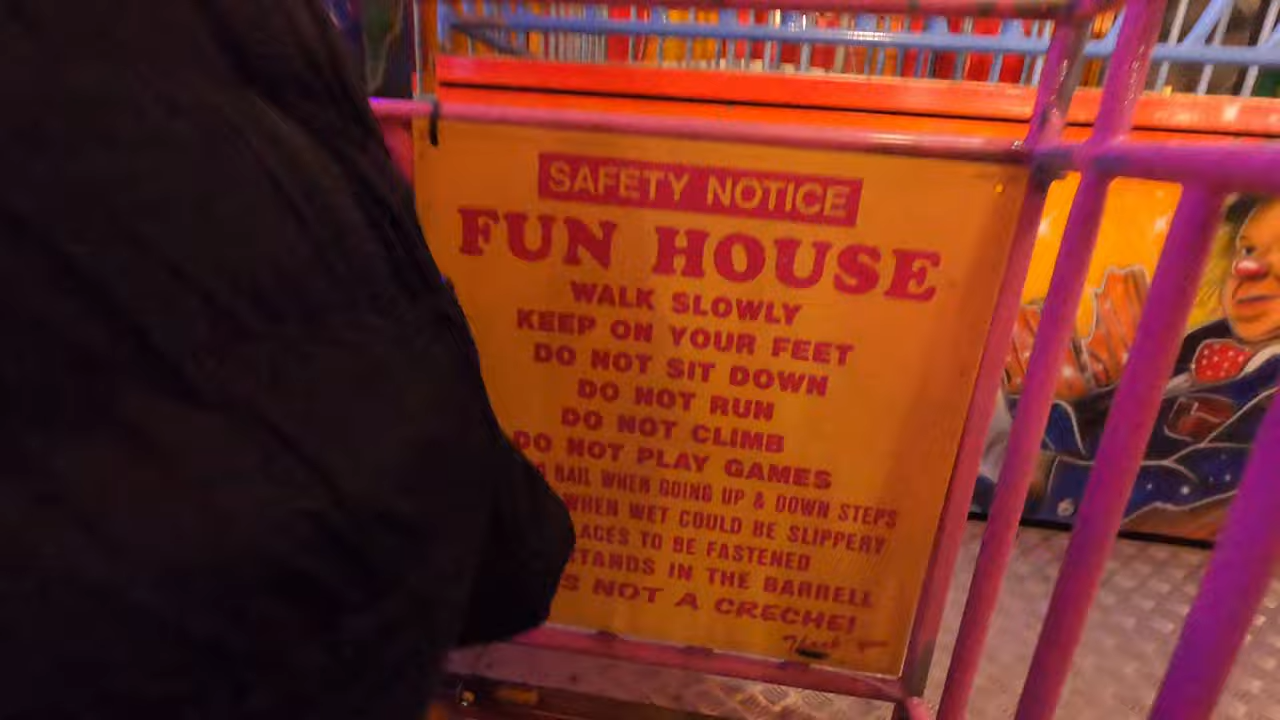 SAFETY NOTICE
FUN HOUSE
WALK SLOWLY
KEEP ON YOUR FEET
DO NOT SIT DOWN
DO NOT RUN
DO NOT CLIMB
DO NOT PLAY GAMES
RAIL WHEN GOING UP & DOWN STEPS
WHEN WET COULD BE SLIPPERY
ACES TO BE FASTENED
STANDS IN THE BARRELL
S NOT A CRECHE!